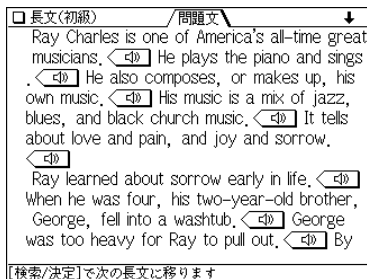 長文(初級) 問題文
Ray Charles is one of America's all-time great
musicians. He plays the piano and sings
. He also composes, or makes up, his
own music. His music is a mix of jazz,
blues, and black church music. It tells
about love and pain, and joy and sorrow.
Ray learned about sorrow early in life.
When he was four, his two-year-old brother,
George, fell into a washtub. George
was too heavy for Ray to pull out. By
[検索/決定]で次の長文に移ります